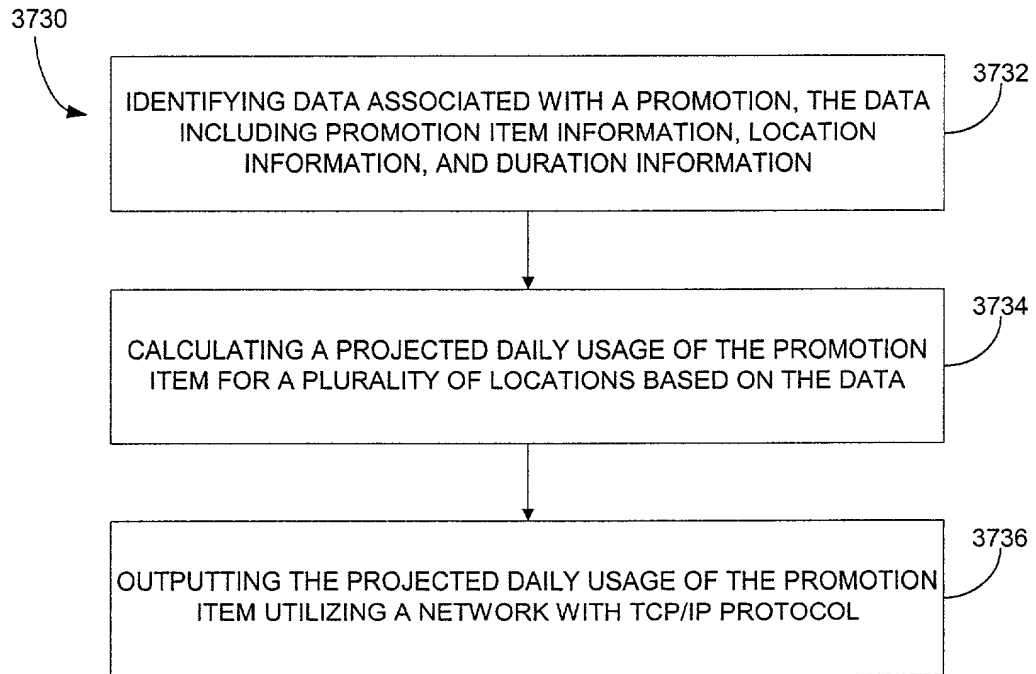 3730
3732
IDENTIFYING DATA ASSOCIATED WITH A PROMOTION, THE DATA
INCLUDING PROMOTION ITEM INFORMATION, LOCATION
INFORMATION, AND DURATION INFORMATION
3734
CALCULATING A PROJECTED DAILY USAGE OF THE PROMOTION
ITEM FOR A PLURALITY OF LOCATIONS BASED ON THE DATA
3736
OUTPUTTING THE PROJECTED DAILY USAGE OF THE PROMOTION
ITEM UTILIZING A NETWORK WITH TCP/IP PROTOCOL